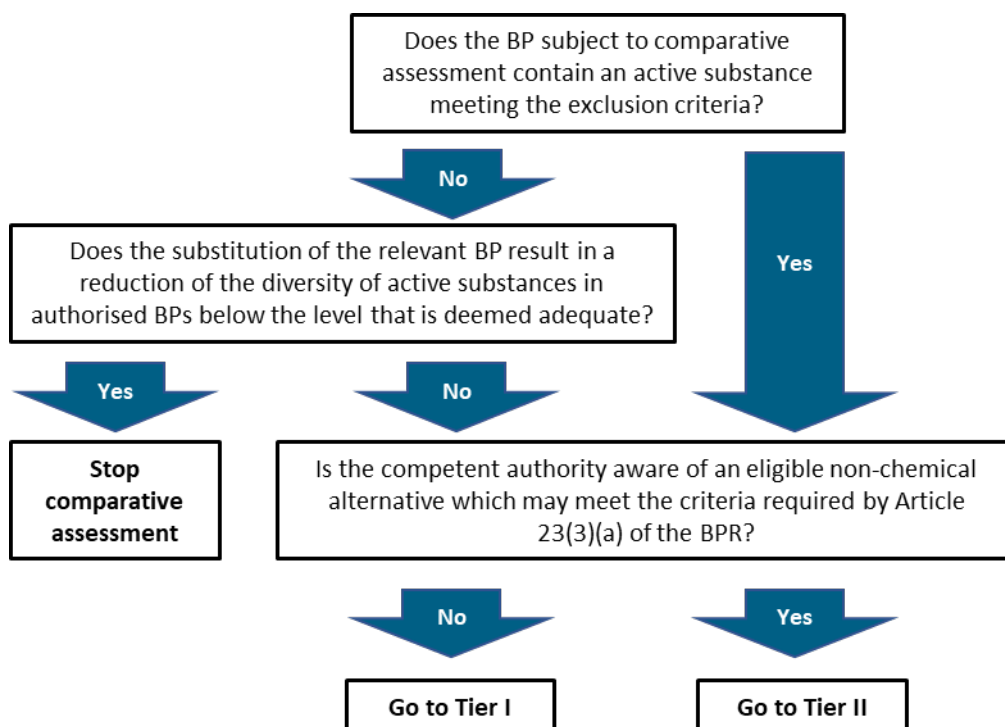 Does the BP subject to comparative
assessment contain an active substance
meeting the exclusion criteria?
No
Yes
Does the substitution of the relevant BP result in a
reduction of the diversity of active substances in
authorised BPs below the level that is deemed adequate?
Yes
No
Stop
comparative
assessment
Is the competent authority aware of an eligible non-chemical
alternative which may meet the criteria required by Article
23(3)(a) of the BPR?
No
Yes
Go to Tier I
Go to Tier II